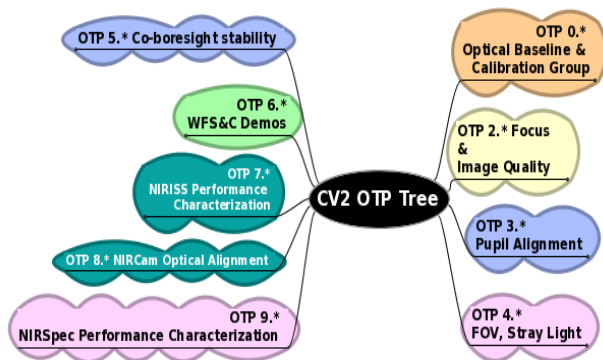 OTP 5.* Co-boresight stability
OTP 6.*
WFS&C Demos
OTP 7.*
NIRISS Performance
Characterization
OTP 8.* NIRCam Optical Alignment
OTP 9.*
NIRSpec Performance Characterization
CV2 OTP Tree
OTP 0.*
Optical Baseline &
Calibration Group
OTP 2.* Focus
&
Image Quality
OTP 3.*
Pupil Alignment
OTP 4.*
FOV, Stray Light